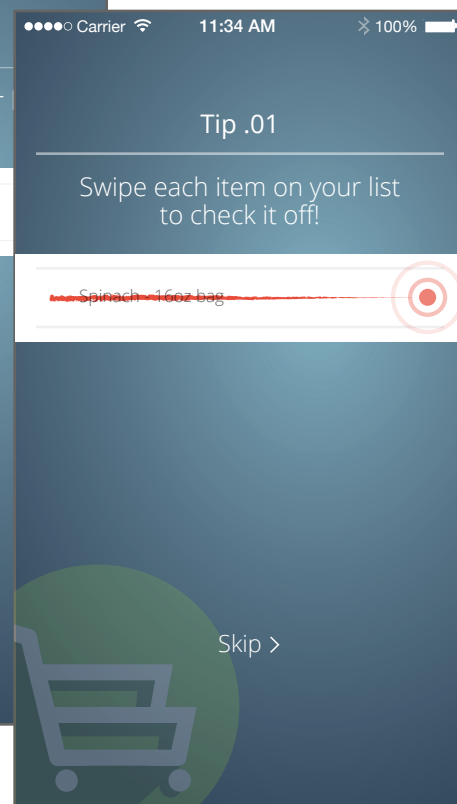 Carrier 11:34 AM 100%
Tip .01
Swipe each item on your list
to check it off!
Spinach - 16oz bag
Skip >